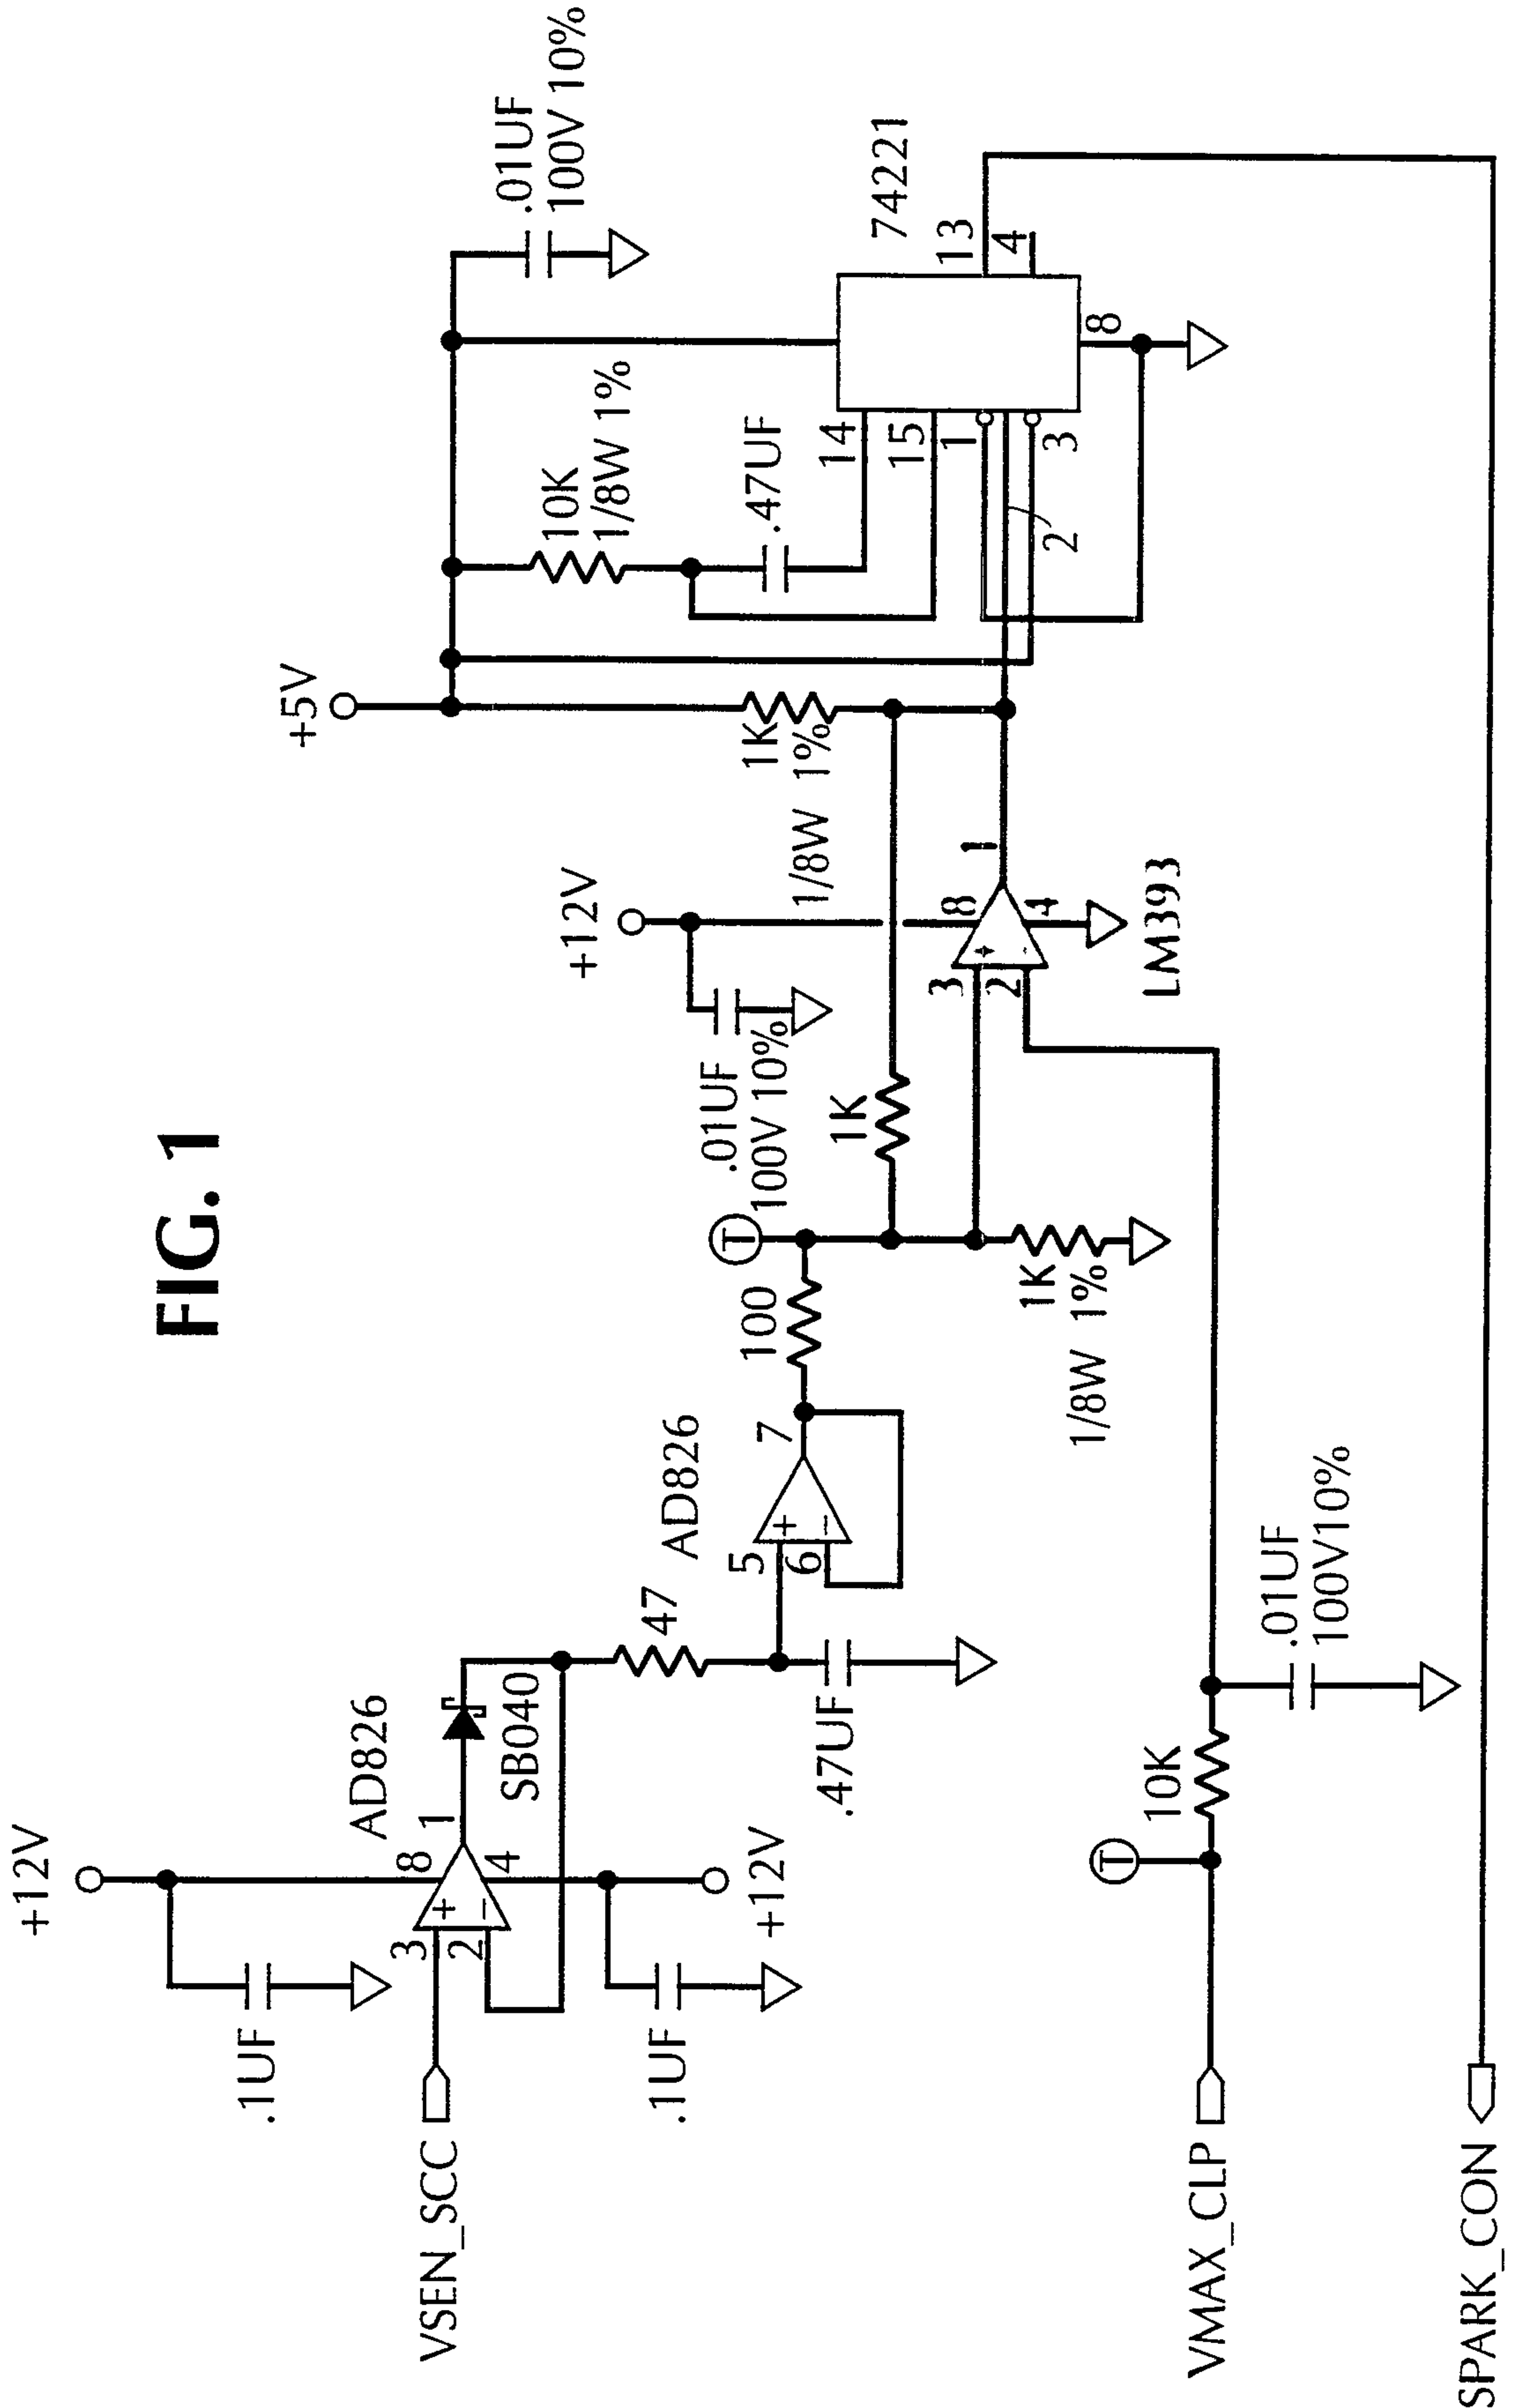 FIG. 1
+12V
.1UF
AD826
8
1
3
+
2
−
4
VSEN_SCC
SB040
.1UF
+12V
47
.47UF
AD826
5
+
6
−
7
100
T
1K
1/8W 1%
1K
.01UF
100V 10%
+12V
3
+
2
-
8
4
1
LM393
+5V
1K
1/8W 1%
10K
1/8W 1%
.47UF
.01UF
100V 10%
74221
14
15
1
2
3
13
4
8
VMAX_CLP
T
10K
.01UF
100V10%
SPARK_CON